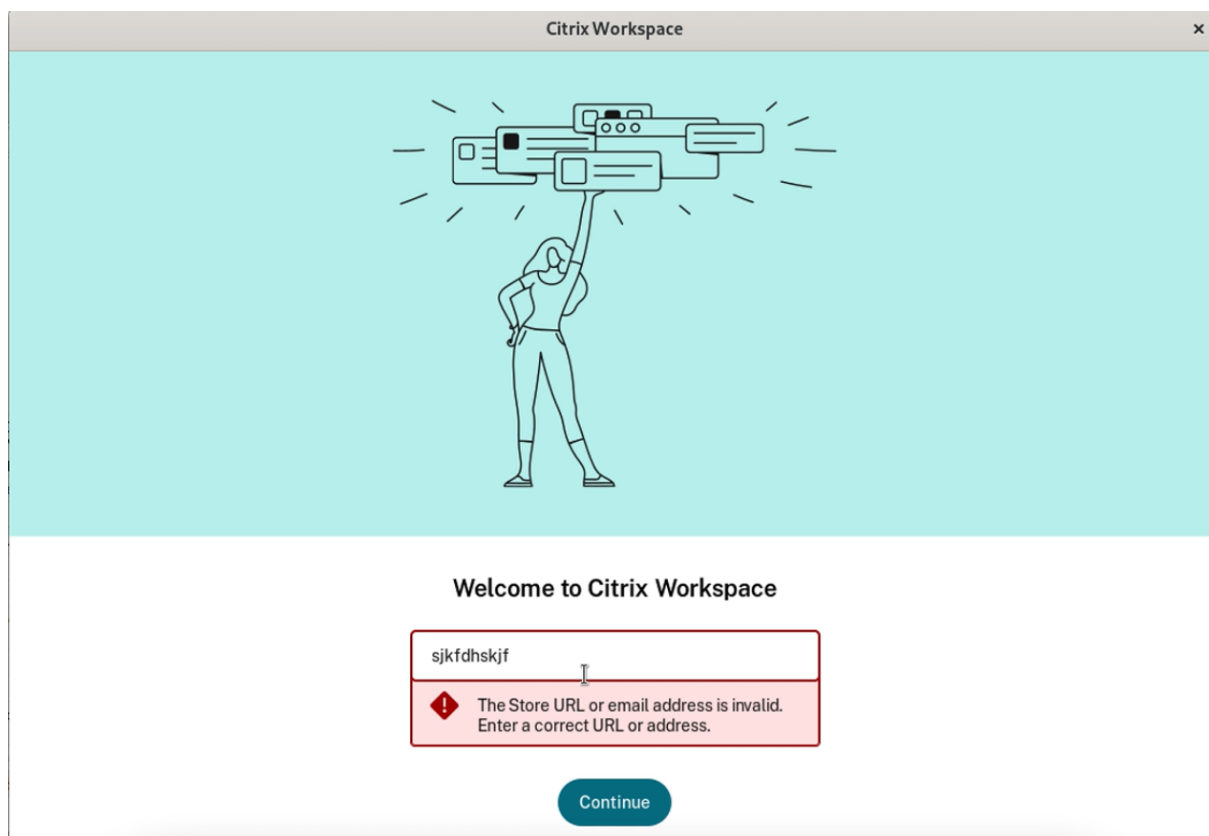 Citrix Workspace
Welcome to Citrix Workspace
sjkfdhskjf
The Store URL or email address is invalid.
Enter a correct URL or address.
Continue